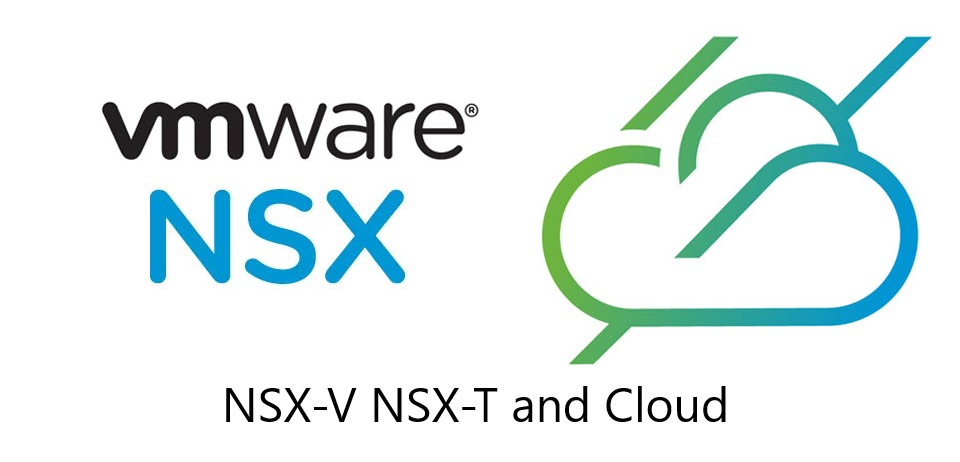 vmware®
NSX
NSX-V NSX-T and Cloud